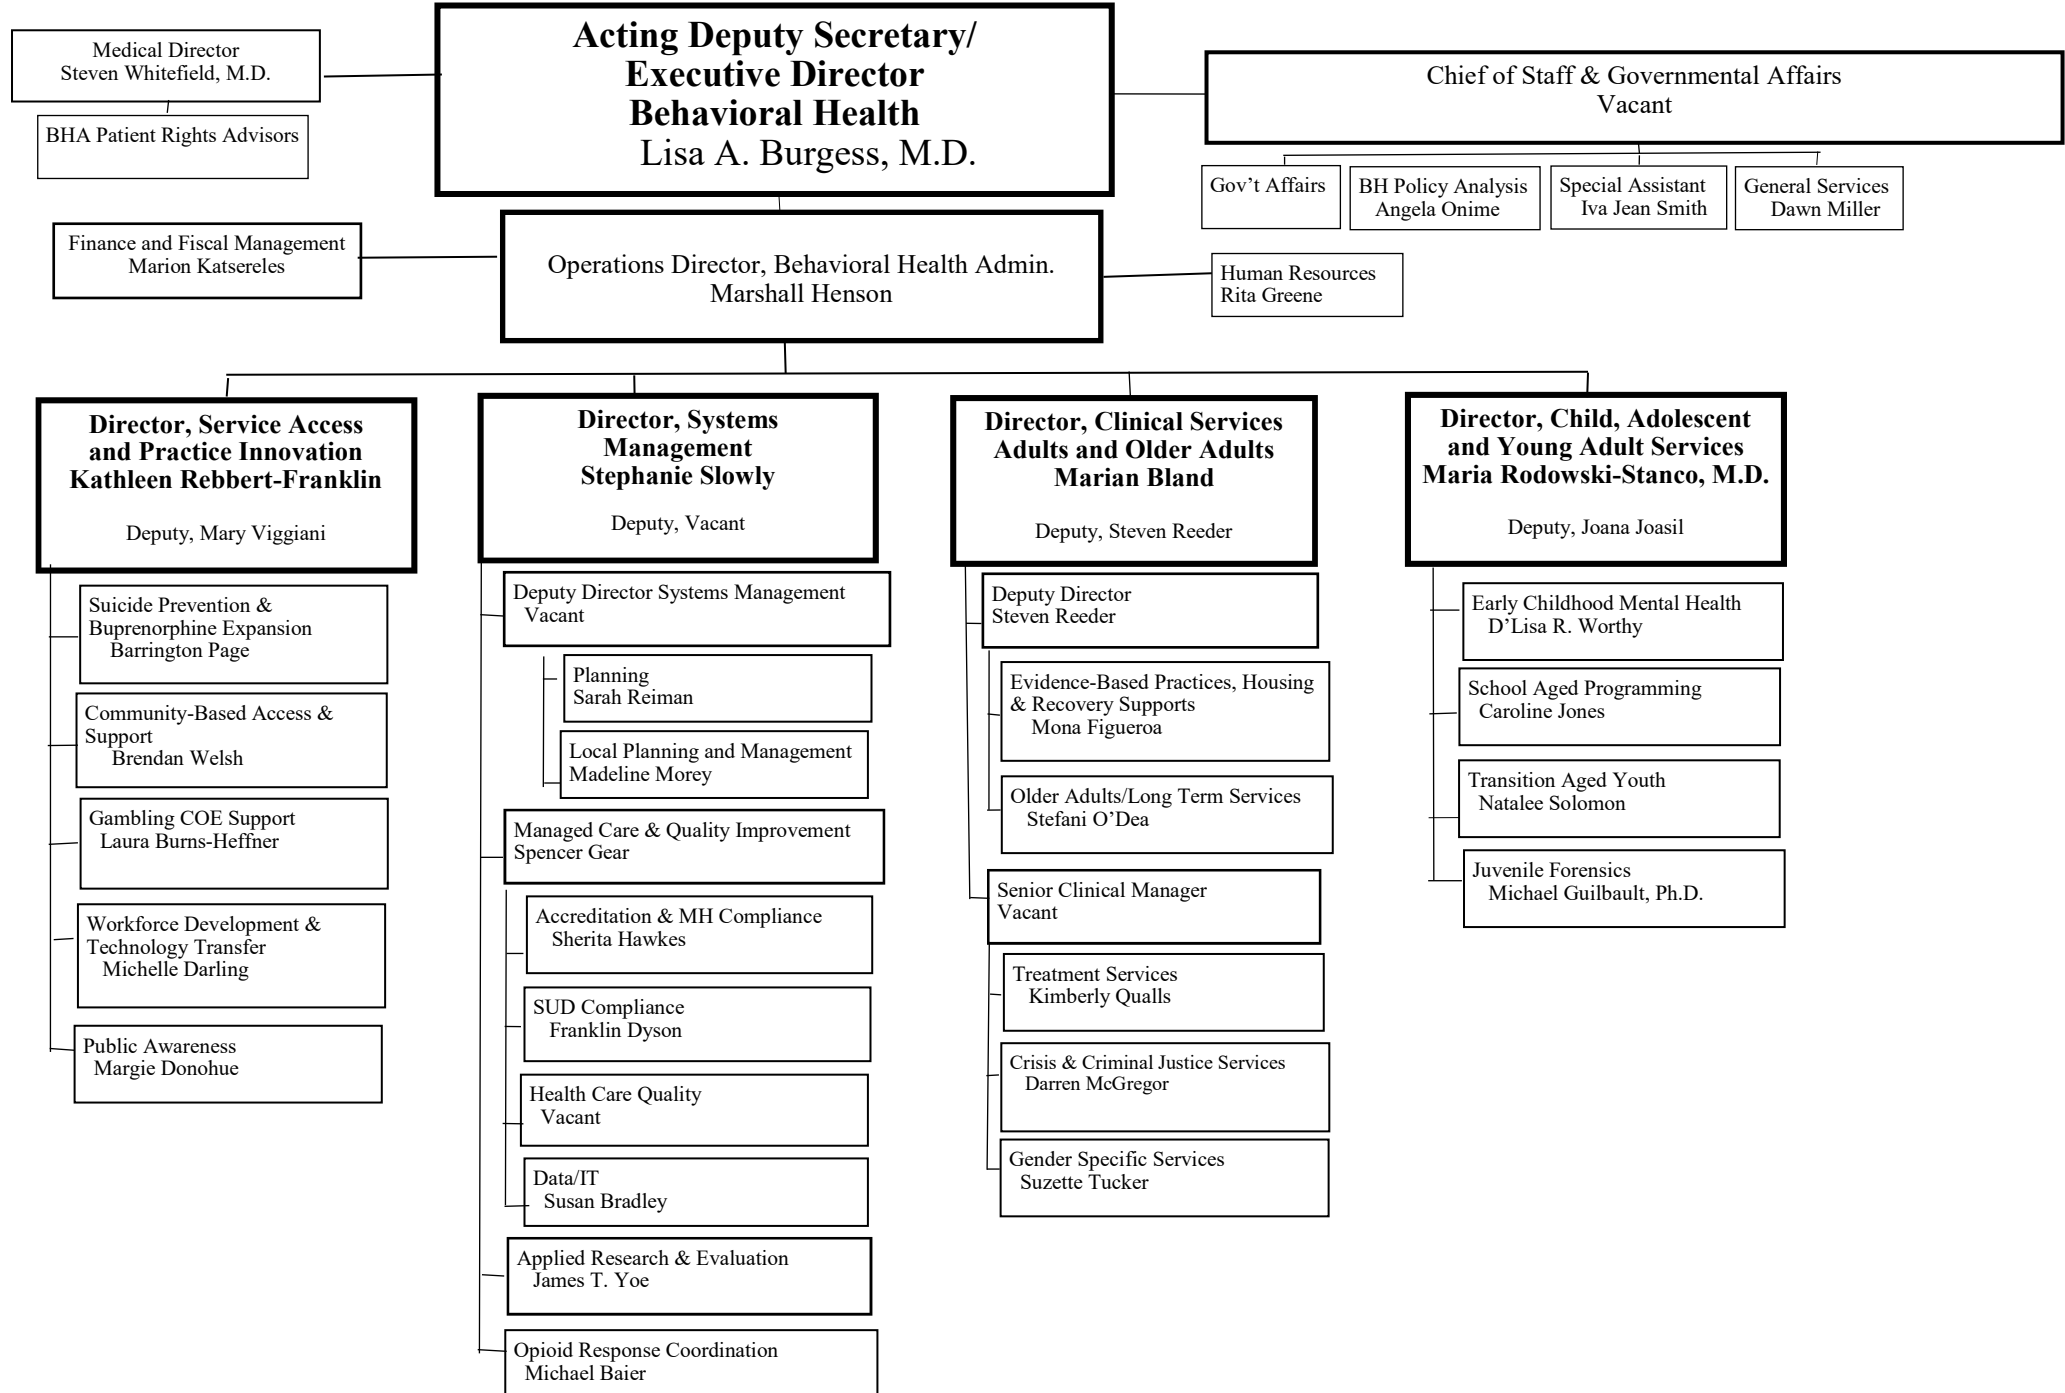 Medical Director
Steven Whitefield, M.D.
BHA Patient Rights Advisors
Acting Deputy Secretary/
Executive Director
Behavioral Health
Lisa A. Burgess, M.D.
Chief of Staff & Governmental Affairs
Vacant
Gov’t Affairs
BH Policy Analysis
Angela Onime
Special Assistant
Iva Jean Smith
General Services
Dawn Miller
Finance and Fiscal Management
Marion Katsereles
Operations Director, Behavioral Health Admin.
Marshall Henson
Human Resources
Rita Greene
Director, Service Access
and Practice Innovation
Kathleen Rebbert-Franklin
Deputy, Mary Viggiani
Suicide Prevention &
Buprenorphine Expansion
Barrington Page
Community-Based Access &
Support
Brendan Welsh
Gambling COE Support
Laura Burns-Heffner
Workforce Development &
Technology Transfer
Michelle Darling
Public Awareness
Margie Donohue
Director, Systems
Management
Stephanie Slowly
Deputy, Vacant
Deputy Director Systems Management
Vacant
Planning
Sarah Reiman
Local Planning and Management
Madeline Morey
Managed Care & Quality Improvement
Spencer Gear
Accreditation & MH Compliance
Sherita Hawkes
SUD Compliance
Franklin Dyson
Health Care Quality
Vacant
Data/IT
Susan Bradley
Applied Research & Evaluation
James T. Yoe
Opioid Response Coordination
Michael Baier
Director, Clinical Services
Adults and Older Adults
Marian Bland
Deputy, Steven Reeder
Deputy Director
Steven Reeder
Evidence-Based Practices, Housing
& Recovery Supports
Mona Figueroa
Older Adults/Long Term Services
Stefani O’Dea
Senior Clinical Manager
Vacant
Treatment Services
Kimberly Qualls
Crisis & Criminal Justice Services
Darren McGregor
Gender Specific Services
Suzette Tucker
Director, Child, Adolescent
and Young Adult Services
Maria Rodowski-Stanco, M.D.
Deputy, Joana Joasil
Early Childhood Mental Health
D’Lisa R. Worthy
School Aged Programming
Caroline Jones
Transition Aged Youth
Natalee Solomon
Juvenile Forensics
Michael Guilbault, Ph.D.